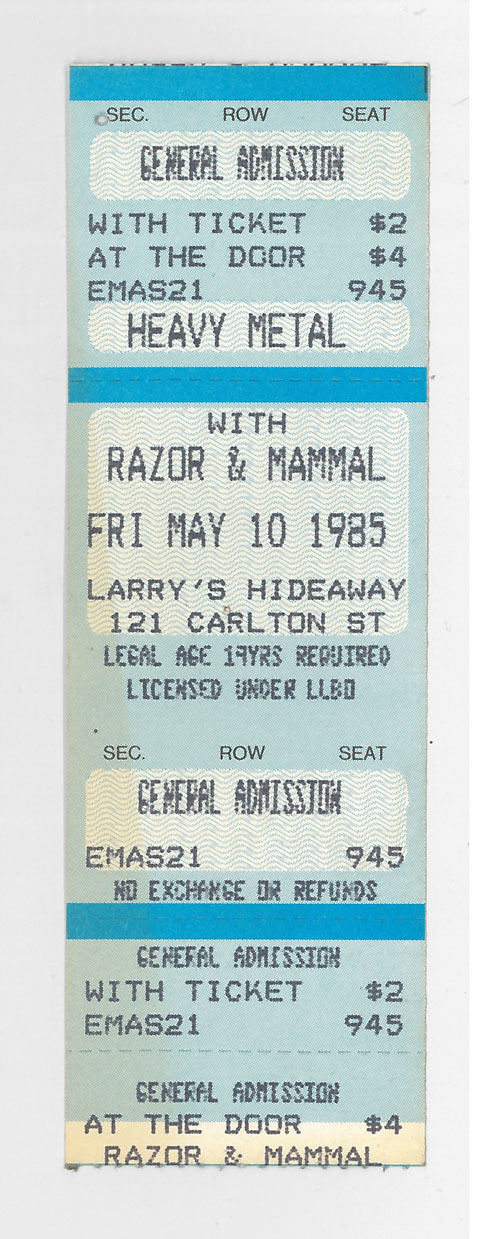 SEC. ROW SEAT
GENERAL ADMISSION
WITH TICKET $2
AT THE DOOR $4
EMAS21 945
HEAVY METAL
WITH
RAZOR & MAMMAL
FRI MAY 10 1985
LARRY'S HIDEAWAY
121 CARLTON ST
LEGAL AGE 19YRS REQUIRED
LICENSED UNDER LLBO
SEC. ROW SEAT
GENERAL ADMISSION
EMAS21 945
NO EXCHANGE OR REFUNDS
GENERAL ADMISSION
WITH TICKET $2
EMAS21 945
GENERAL ADMISSION
AT THE DOOR $4
RAZOR & MAMMAL